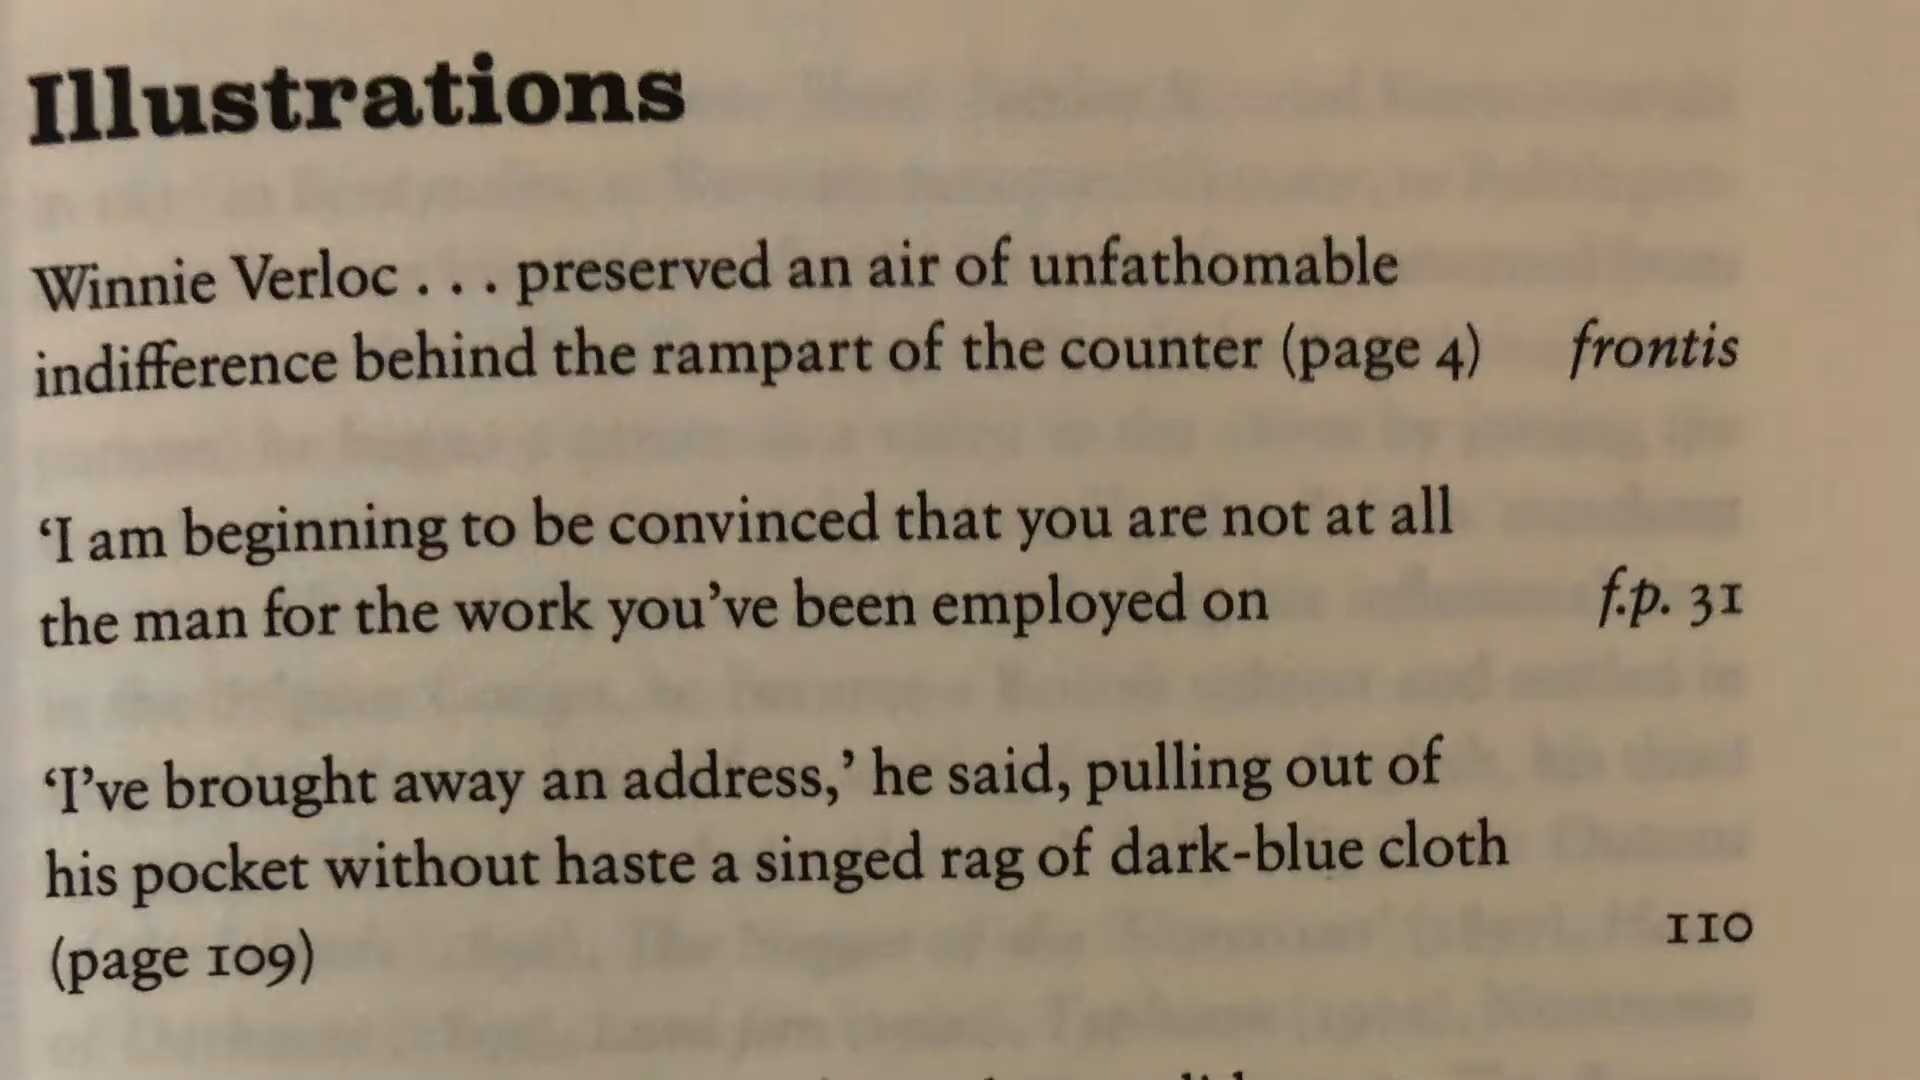 Illustrations
Winnie Verloc . . . preserved an air of unfathomable
indifference behind the rampart of the counter (page 4) frontis
‘I am beginning to be convinced that you are not at all
the man for the work you’ve been employed on f.p. 31
‘I’ve brought away an address,’ he said, pulling out of
his pocket without haste a singed rag of dark-blue cloth
(page 109) 110